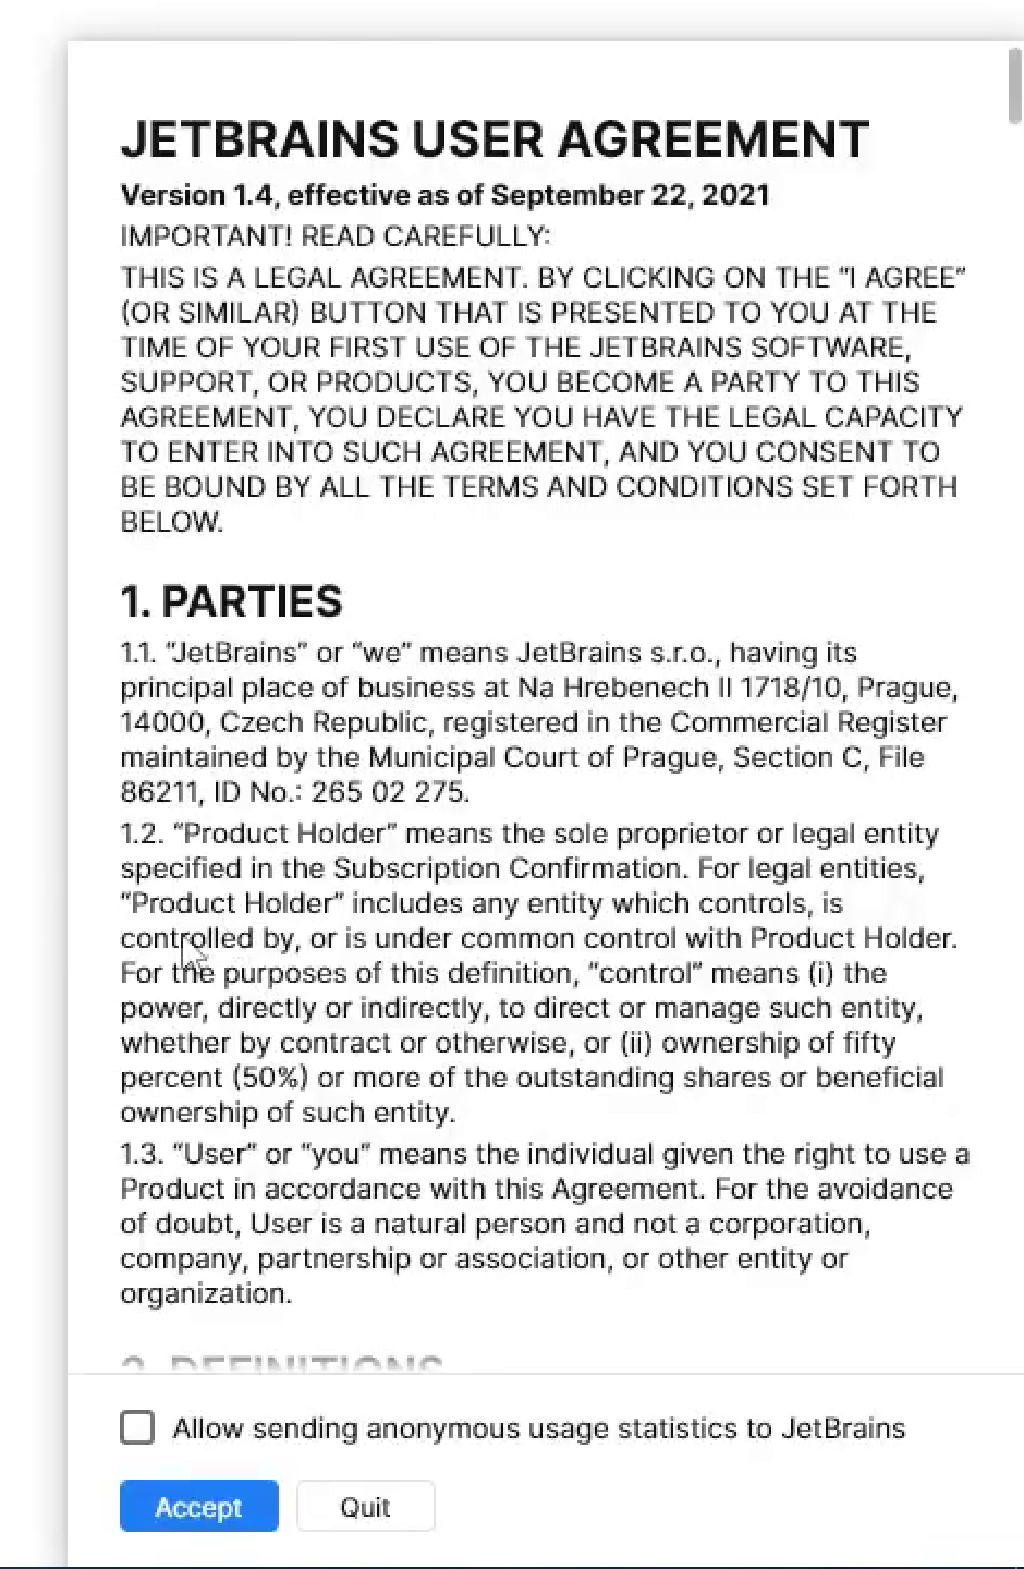 JETBRAINS USER AGREEMENT
Version 1.4, effective as of September 22, 2021
IMPORTANT! READ CAREFULLY:
THIS IS A LEGAL AGREEMENT. BY CLICKING ON THE "I AGREE"
(OR SIMILAR) BUTTON THAT IS PRESENTED TO YOU AT THE
TIME OF YOUR FIRST USE OF THE JETBRAINS SOFTWARE,
SUPPORT, OR PRODUCTS, YOU BECOME A PARTY TO THIS
AGREEMENT, YOU DECLARE YOU HAVE THE LEGAL CAPACITY
TO ENTER INTO SUCH AGREEMENT, AND YOU CONSENT TO
BE BOUND BY ALL THE TERMS AND CONDITIONS SET FORTH
BELOW.
1. PARTIES
1.1. “JetBrains” or “we” means JetBrains s.r.o., having its
principal place of business at Na Hrebenech II 1718/10, Prague,
14000, Czech Republic, registered in the Commercial Register
maintained by the Municipal Court of Prague, Section C, File
86211, ID No.: 265 02 275.
1.2. “Product Holder” means the sole proprietor or legal entity
specified in the Subscription Confirmation. For legal entities,
“Product Holder” includes any entity which controls, is
controlled by, or is under common control with Product Holder.
For the purposes of this definition, “control” means (i) the
power, directly or indirectly, to direct or manage such entity,
whether by contract or otherwise, or (ii) ownership of fifty
percent (50%) or more of the outstanding shares or beneficial
ownership of such entity.
1.3. “User” or “you” means the individual given the right to use a
Product in accordance with this Agreement. For the avoidance
of doubt, User is a natural person and not a corporation,
company, partnership or association, or other entity or
organization.
2. DEFINITIONS
Allow sending anonymous usage statistics to JetBrains
Accept
Quit